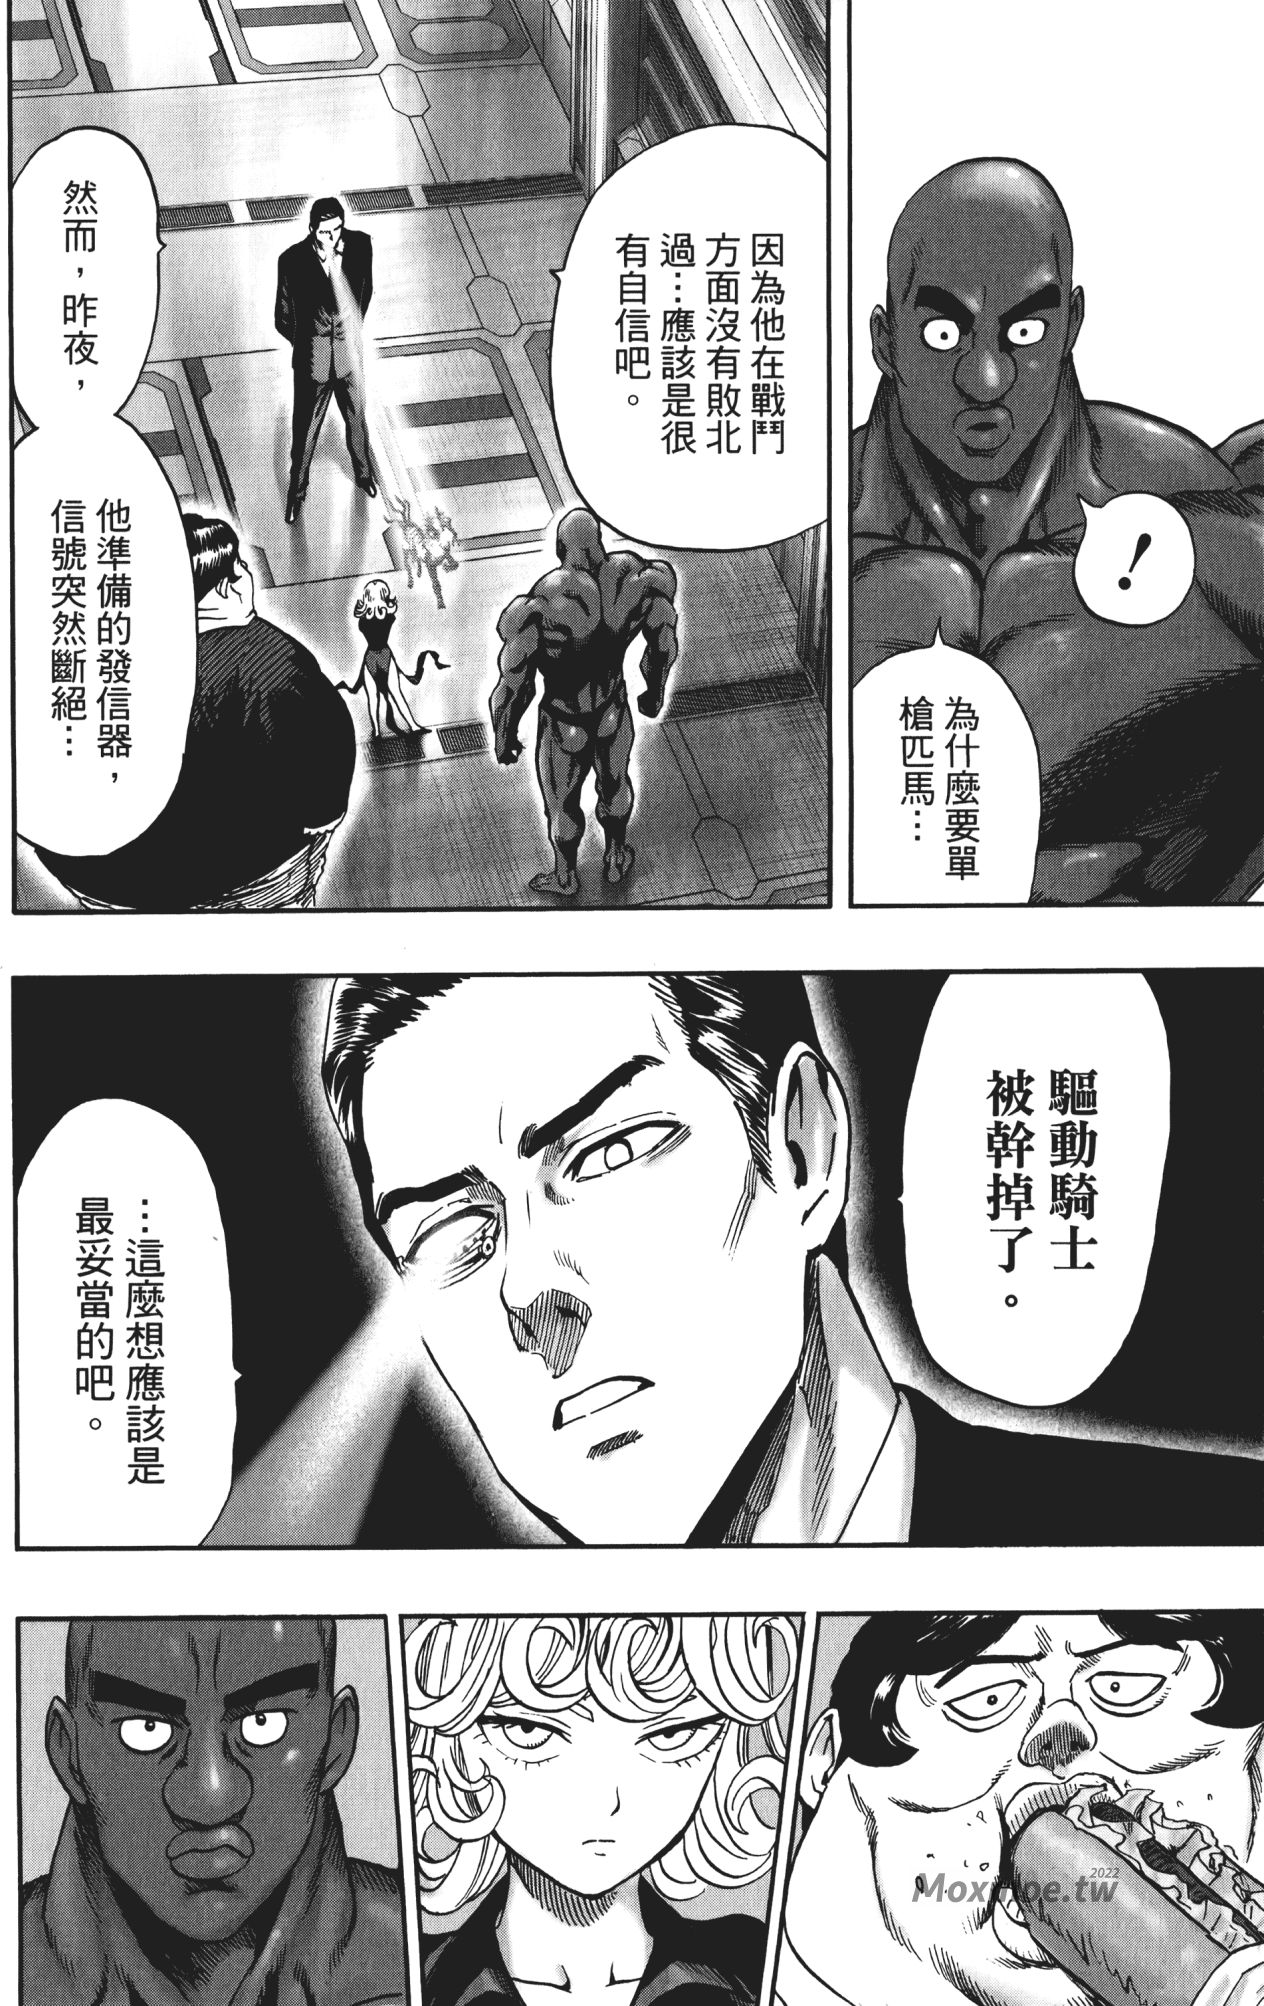 ！
為什麼要單
槍匹馬…
因為他在戰鬥
方面沒有敗北
過…應該是很
有自信吧。
然而，昨夜，
他準備的發信器，
信號突然斷絕…
驅動騎士
被幹掉了。
…這麼想應該是
最妥當的吧。
2022
Moxmoe.tw